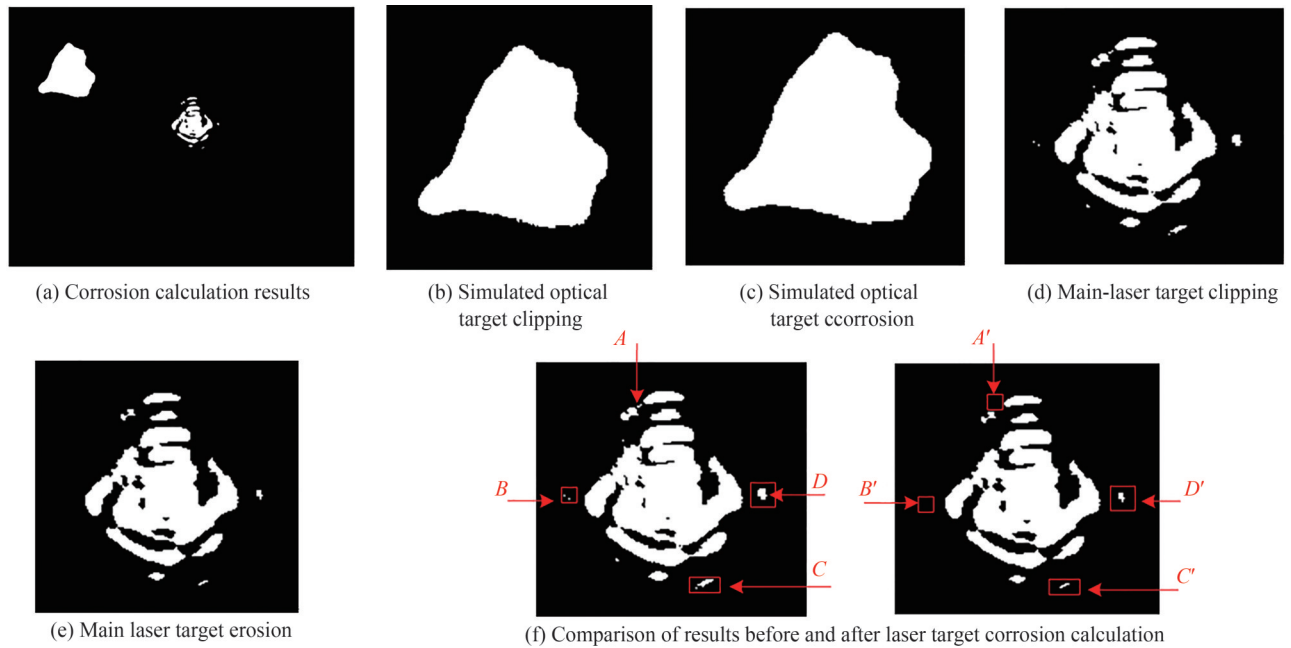 (a) Corrosion calculation results
(b) Simulated optical
target clipping
(c) Simulated optical
target ccorrosion
(d) Main-laser target clipping
A
B
D
C
A′
B′
D′
C′
(e) Main laser target erosion
(f) Comparison of results before and after laser target corrosion calculation